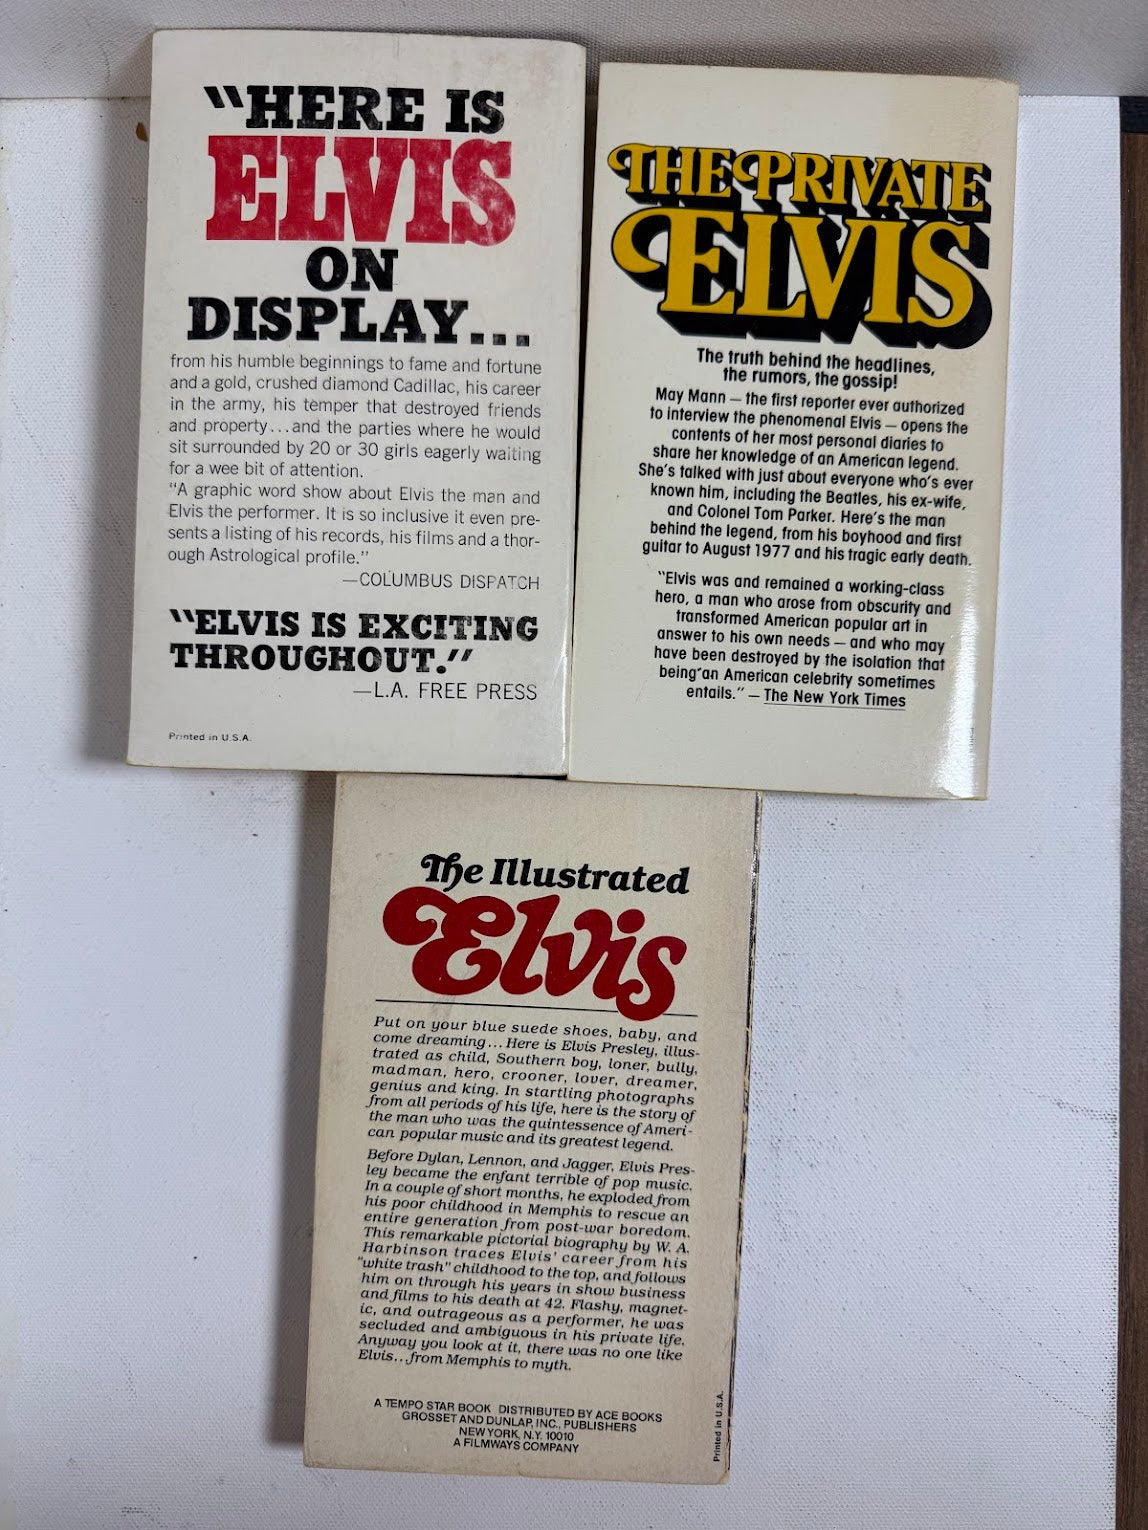 "HERE IS
ELVIS
ON
DISPLAY...
from his humble beginnings to fame and fortune
and a gold, crushed diamond Cadillac, his career
in the army, his temper that destroyed friends
and property...and the parties where he would
sit surrounded by 20 or 30 girls eagerly waiting
for a wee bit of attention.
"A graphic word show about Elvis the man and
Elvis the performer. It is so inclusive it even pre-
sents a listing of his records, his films and a thor-
ough Astrological profile."
—COLUMBUS DISPATCH
"ELVIS IS EXCITING
THROUGHOUT."
—L.A. FREE PRESS
Printed in U.S.A.
THE PRIVATE
ELVIS
The truth behind the headlines,
the rumors, the gossip!
May Mann — the first reporter ever authorized
to interview the phenomenal Elvis — opens the
contents of her most personal diaries to
share her knowledge of an American legend.
She's talked with just about everyone who's ever
known him, including the Beatles, his ex-wife,
and Colonel Tom Parker. Here's the man
behind the legend, from his boyhood and first
guitar to August 1977 and his tragic early death.
"Elvis was and remained a working-class
hero, a man who arose from obscurity and
transformed American popular art in
answer to his own needs — and who may
have been destroyed by the isolation that
being an American celebrity sometimes
entails." — The New York Times
The Illustrated
Elvis
Put on your blue suede shoes, baby, and
come dreaming... Here is Elvis Presley, illus-
trated as child, Southern boy, loner, bully,
madman, hero, crooner, lover, dreamer,
genius and king. In startling photographs
from all periods of his life, here is the story of
the man who was the quintessence of Ameri-
can popular music and its greatest legend.
Before Dylan, Lennon, and Jagger, Elvis Pres-
ley became the enfant terrible of pop music.
In a couple of short months, he exploded from
his poor childhood in Memphis to rescue an
entire generation from post-war boredom.
This remarkable pictorial biography by W. A.
Harbinson traces Elvis' career from his
"white trash" childhood to the top, and follows
him on through his years in show business
and films to his death at 42. Flashy, magnet-
ic, and outrageous as a performer, he was
secluded and ambiguous in his private life.
Anyway you look at it, there was no one like
Elvis...from Memphis to myth.
A TEMPO STAR BOOK DISTRIBUTED BY ACE BOOKS
GROSSET AND DUNLAP, INC., PUBLISHERS
NEW YORK, N.Y. 10010
A FILMWAYS COMPANY
Printed in U.S.A.